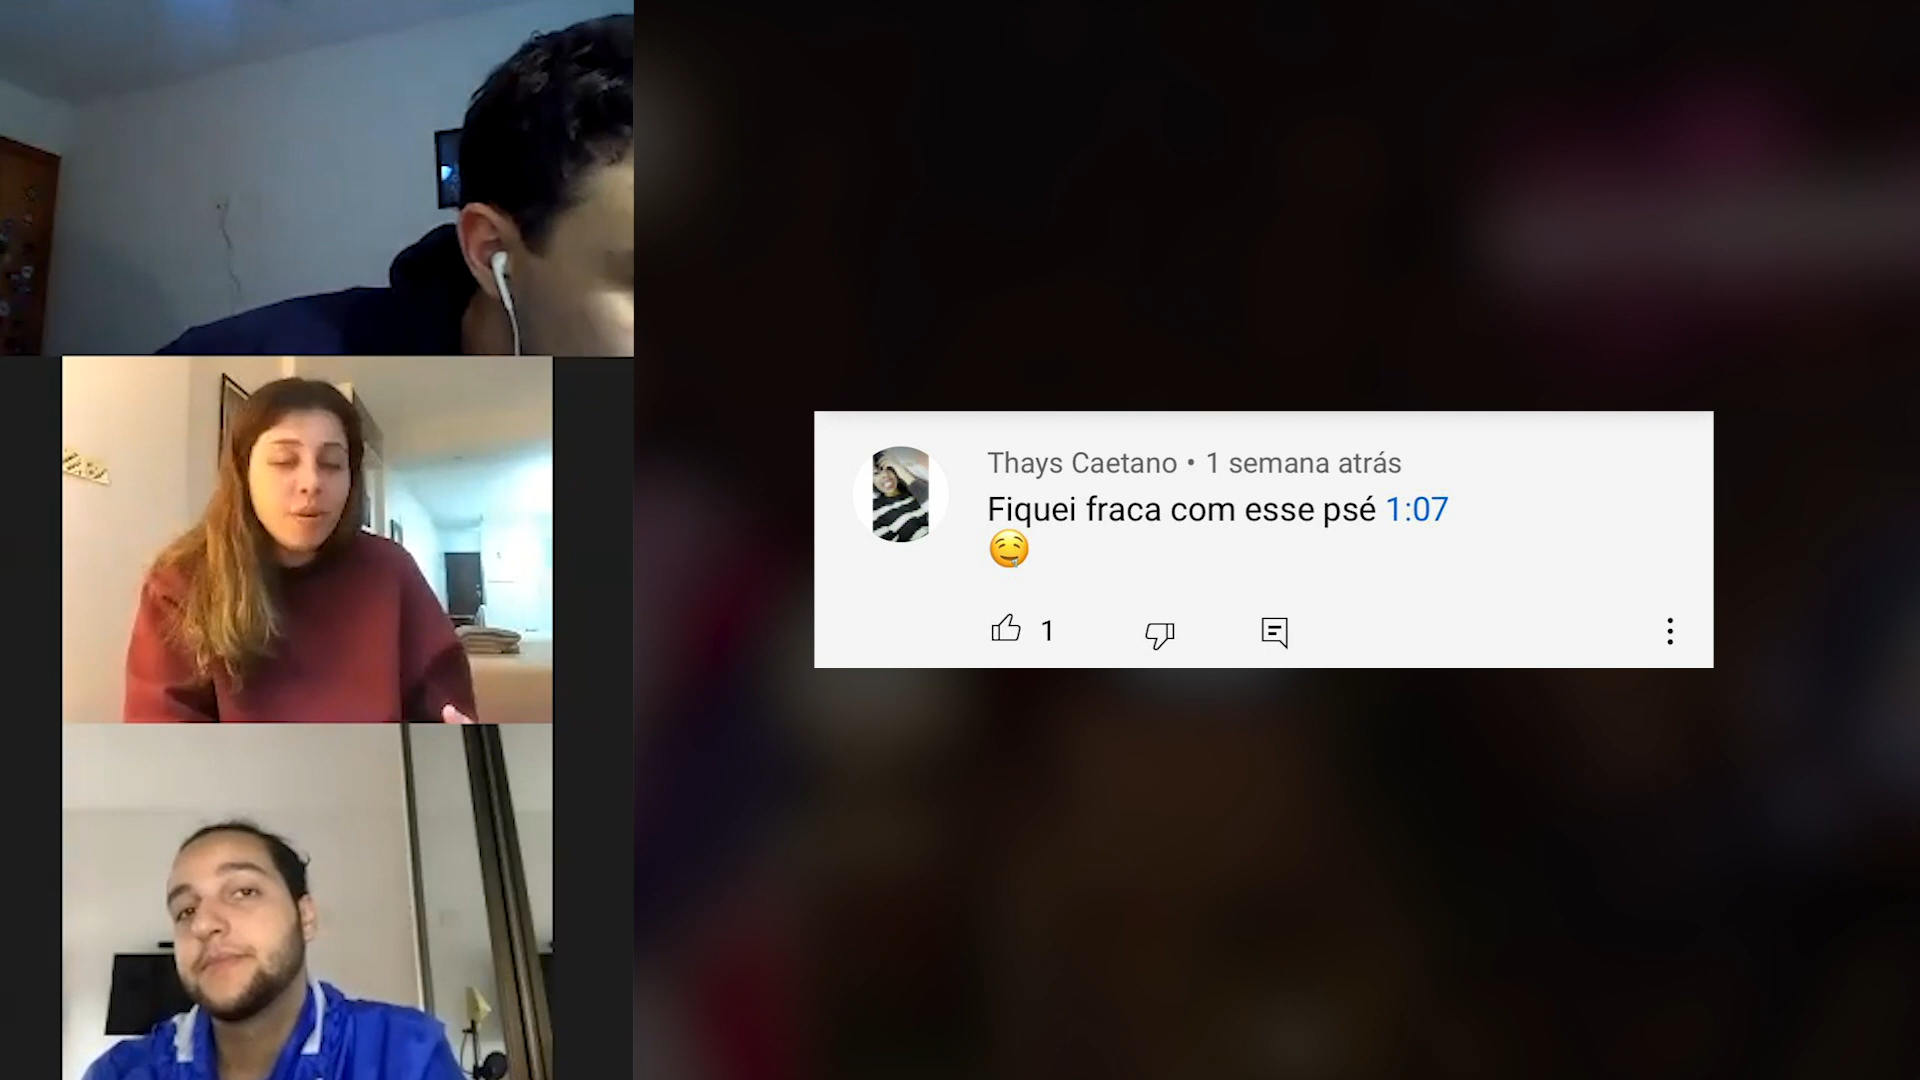 Thays Caetano • 1 semana atrás
Fiquei fraca com esse psé 1:07
🤤
1